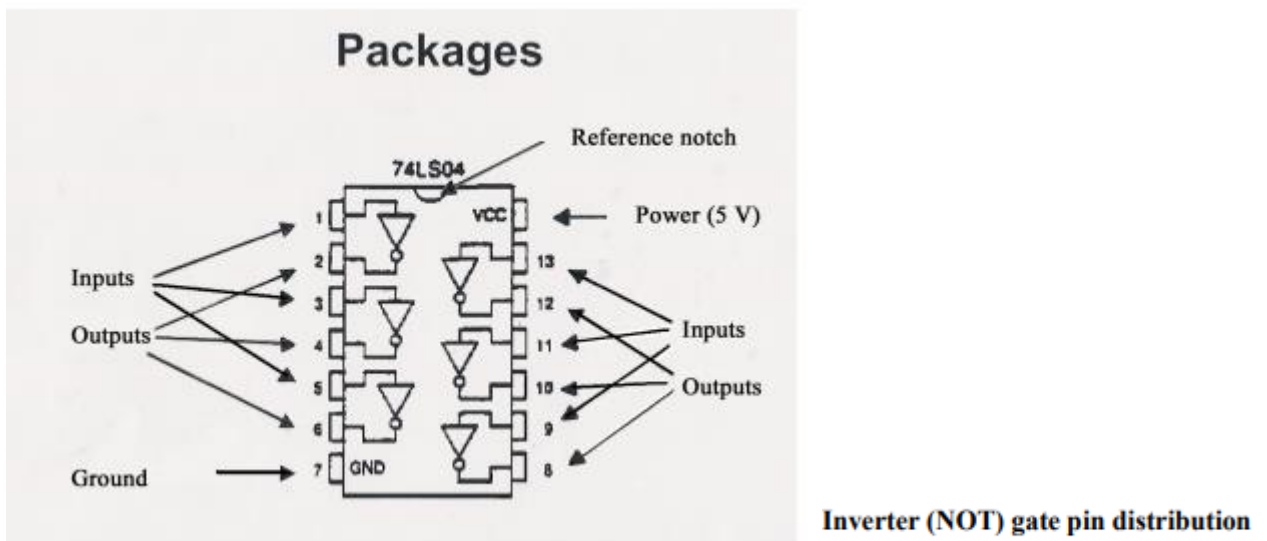 Packages
Reference notch
74LS04
1
VCC
Power (5 V)
2
13
Inputs
3
12
Outputs
4
11
Inputs
5
10
Outputs
6
9
Ground
7
GND
8
Inverter (NOT) gate pin distribution